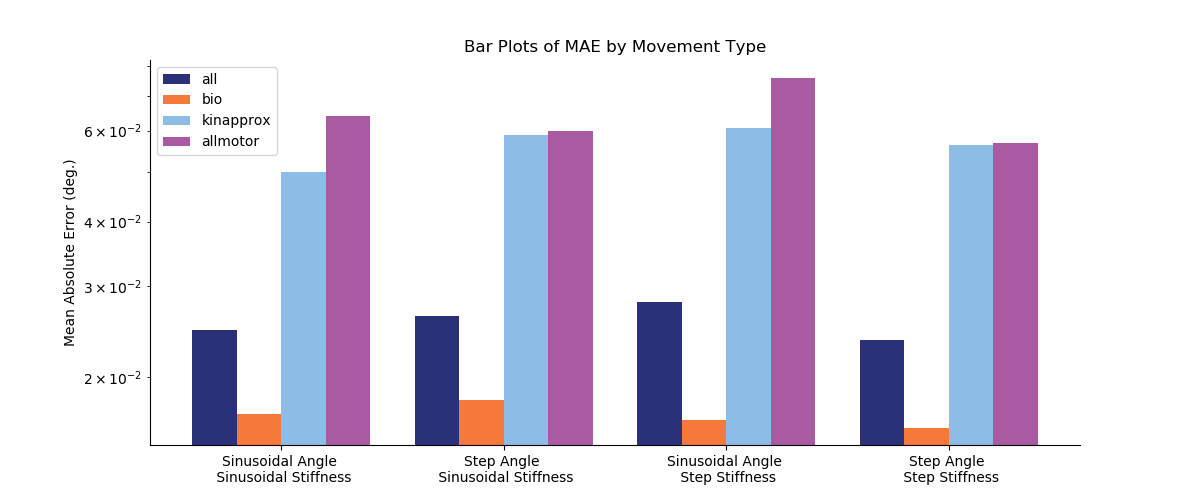 Bar Plots of MAE by Movement Type
all
bio
kinapprox
allmotor
Mean Absolute Error (deg.)
6 × 10⁻²
4 × 10⁻²
3 × 10⁻²
2 × 10⁻²
Sinusoidal Angle
Sinusoidal Stiffness
Step Angle
Sinusoidal Stiffness
Sinusoidal Angle
Step Stiffness
Step Angle
Step Stiffness